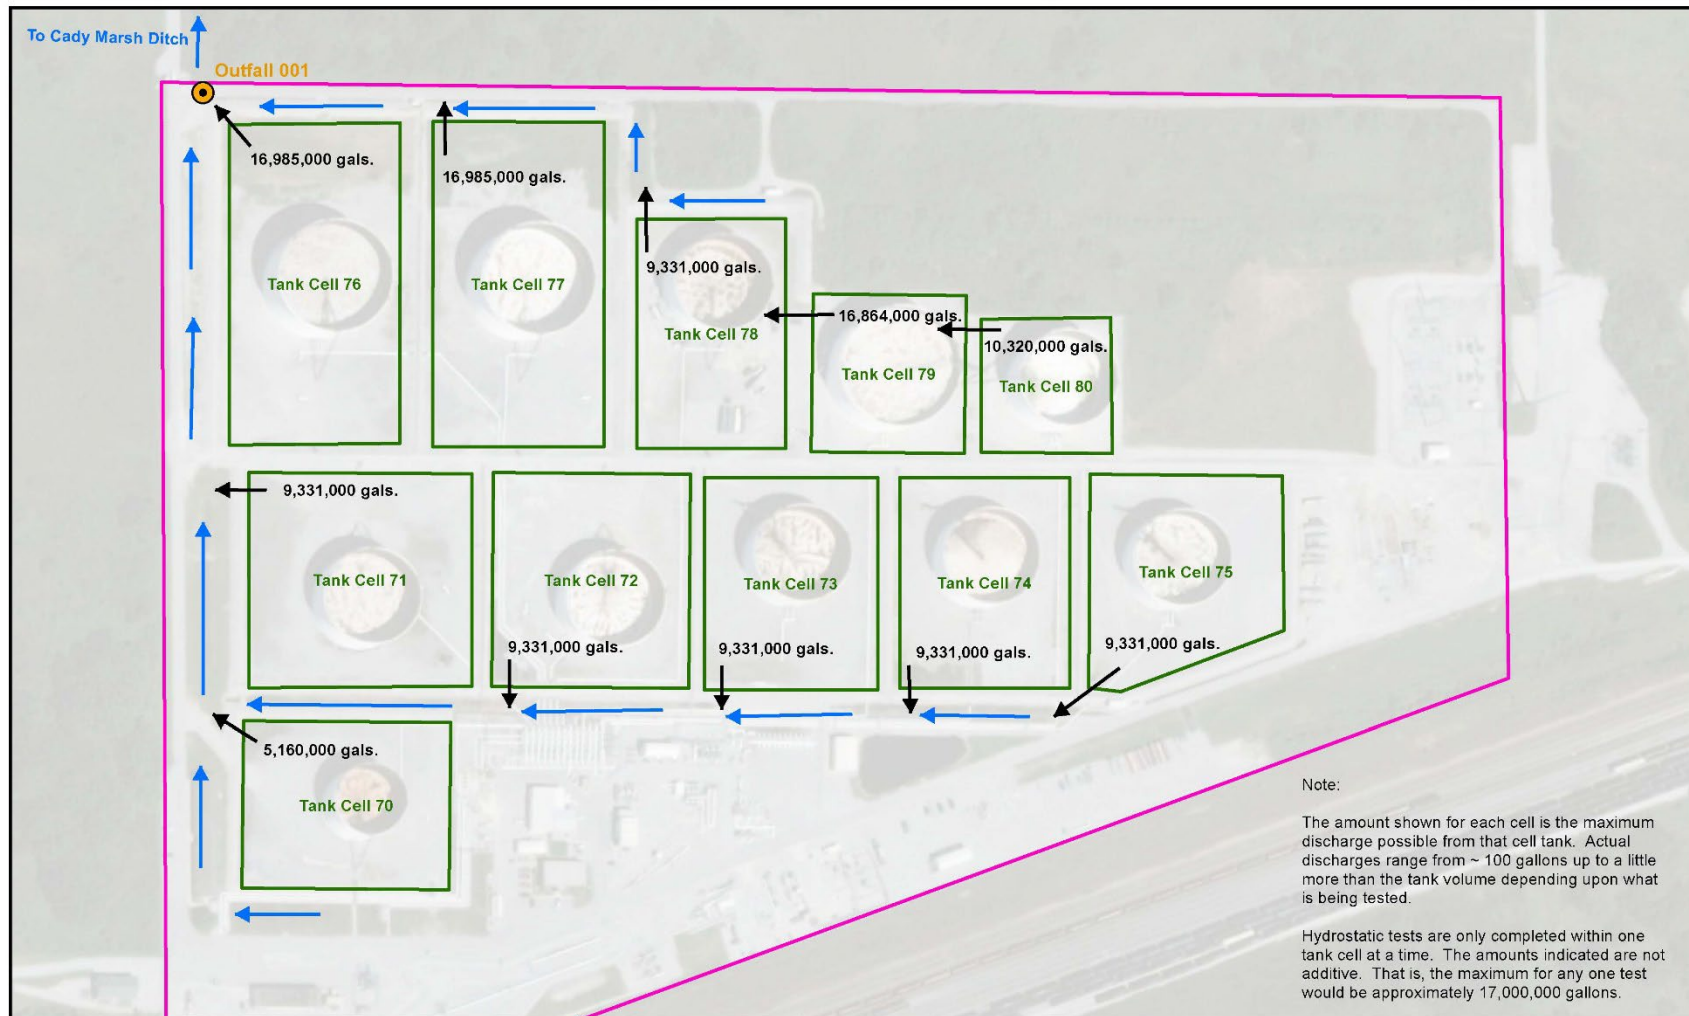 To Cady Marsh Ditch
Outfall 001
16,985,000 gals.
16,985,000 gals.
9,331,000 gals.
Tank Cell 76
Tank Cell 77
Tank Cell 78
16,864,000 gals.
10,320,000 gals.
Tank Cell 79
Tank Cell 80
9,331,000 gals.
Tank Cell 71
Tank Cell 72
Tank Cell 73
Tank Cell 74
Tank Cell 75
9,331,000 gals.
9,331,000 gals.
9,331,000 gals.
9,331,000 gals.
5,160,000 gals.
Tank Cell 70
Note:
The amount shown for each cell is the maximum
discharge possible from that cell tank. Actual
discharges range from ~ 100 gallons up to a little
more than the tank volume depending upon what
is being tested.
Hydrostatic tests are only completed within one
tank cell at a time. The amounts indicated are not
additive. That is, the maximum for any one test
would be approximately 17,000,000 gallons.